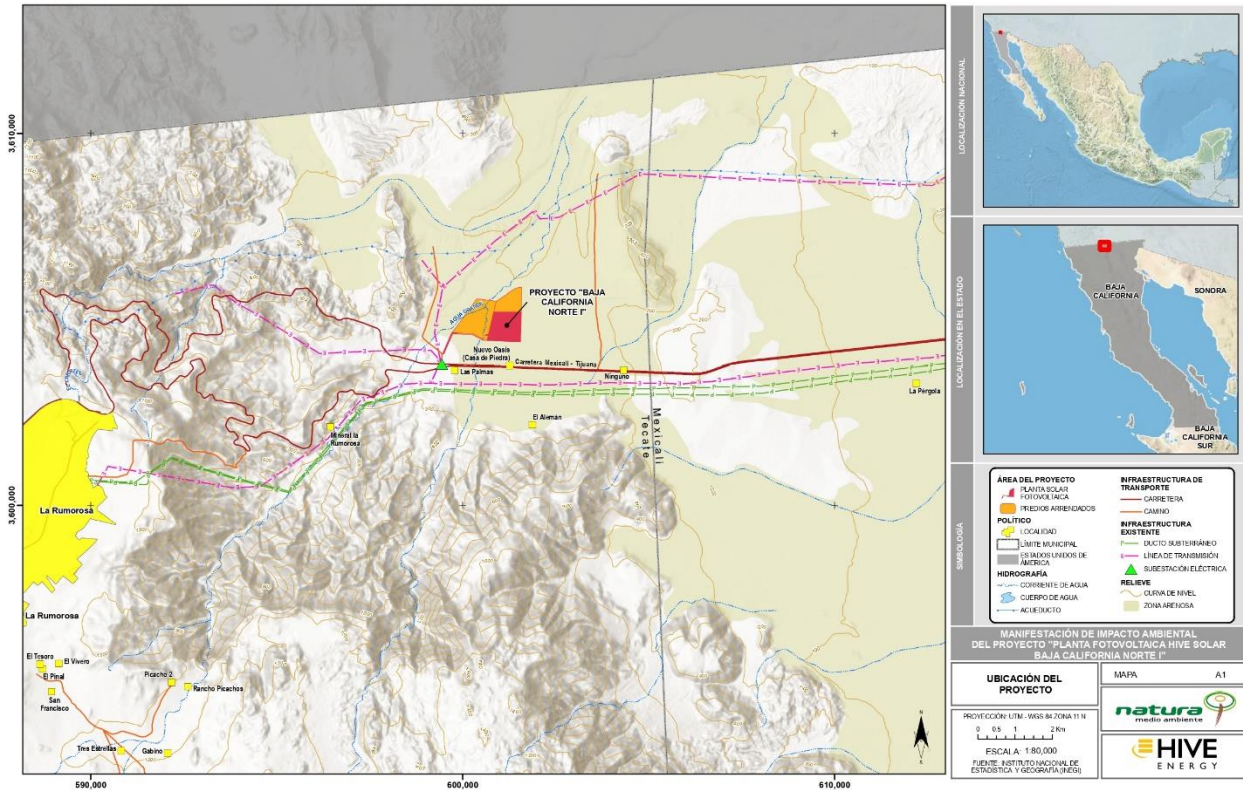 3,610,000
3,600,000
590,000
600,000
610,000
PROYECTO "BAJA
CALIFORNIA
NORTE I"
Nuevo Oasis
(Casa de Piedra)
Carretera Mexicali - Tijuana
Las Palmas
Ninguno
La Pérgola
El Alemán
Mineral la
Rumorosa
Mexicali
Tecate
La Rumorosa
La Rumorosa
El Tesoro
El Vivero
El Pinal
San
Francisco
Picacho 2
Rancho Picachos
Tres Estrellas
Gabino
N
LOCALIZACIÓN NACIONAL
LOCALIZACIÓN EN EL ESTADO
BAJA
CALIFORNIA
SONORA
BAJA
CALIFORNIA
SUR
SIMBOLOGÍA
ÁREA DEL PROYECTO
PLANTA SOLAR
FOTOVOLTAICA
PREDIOS ARRENDADOS
POLÍTICO
LOCALIDAD
LÍMITE MUNICIPAL
ESTADOS UNIDOS DE
AMÉRICA
HIDROGRAFÍA
CORRIENTE DE AGUA
CUERPO DE AGUA
ACUEDUCTO
INFRAESTRUCTURA DE
TRANSPORTE
CARRETERA
CAMINO
INFRAESTRUCTURA
EXISTENTE
DUCTO SUBTERRÁNEO
LÍNEA DE TRANSMISIÓN
SUBESTACIÓN ELÉCTRICA
RELIEVE
CURVA DE NIVEL
ZONA ARENOSA
MANIFESTACIÓN DE IMPACTO AMBIENTAL
DEL PROYECTO "PLANTA FOTOVOLTAICA HIVE SOLAR
BAJA CALIFORNIA NORTE I"
UBICACIÓN DEL
PROYECTO
MAPA A1
PROYECCIÓN: UTM - WGS 84 ZONA 11 N
0 0.5 1 2 Km
ESCALA: 1:80,000
FUENTE: INSTITUTO NACIONAL DE
ESTADÍSTICA Y GEOGRAFÍA (INEGI)
natura
medio ambiente
HIVE
ENERGY